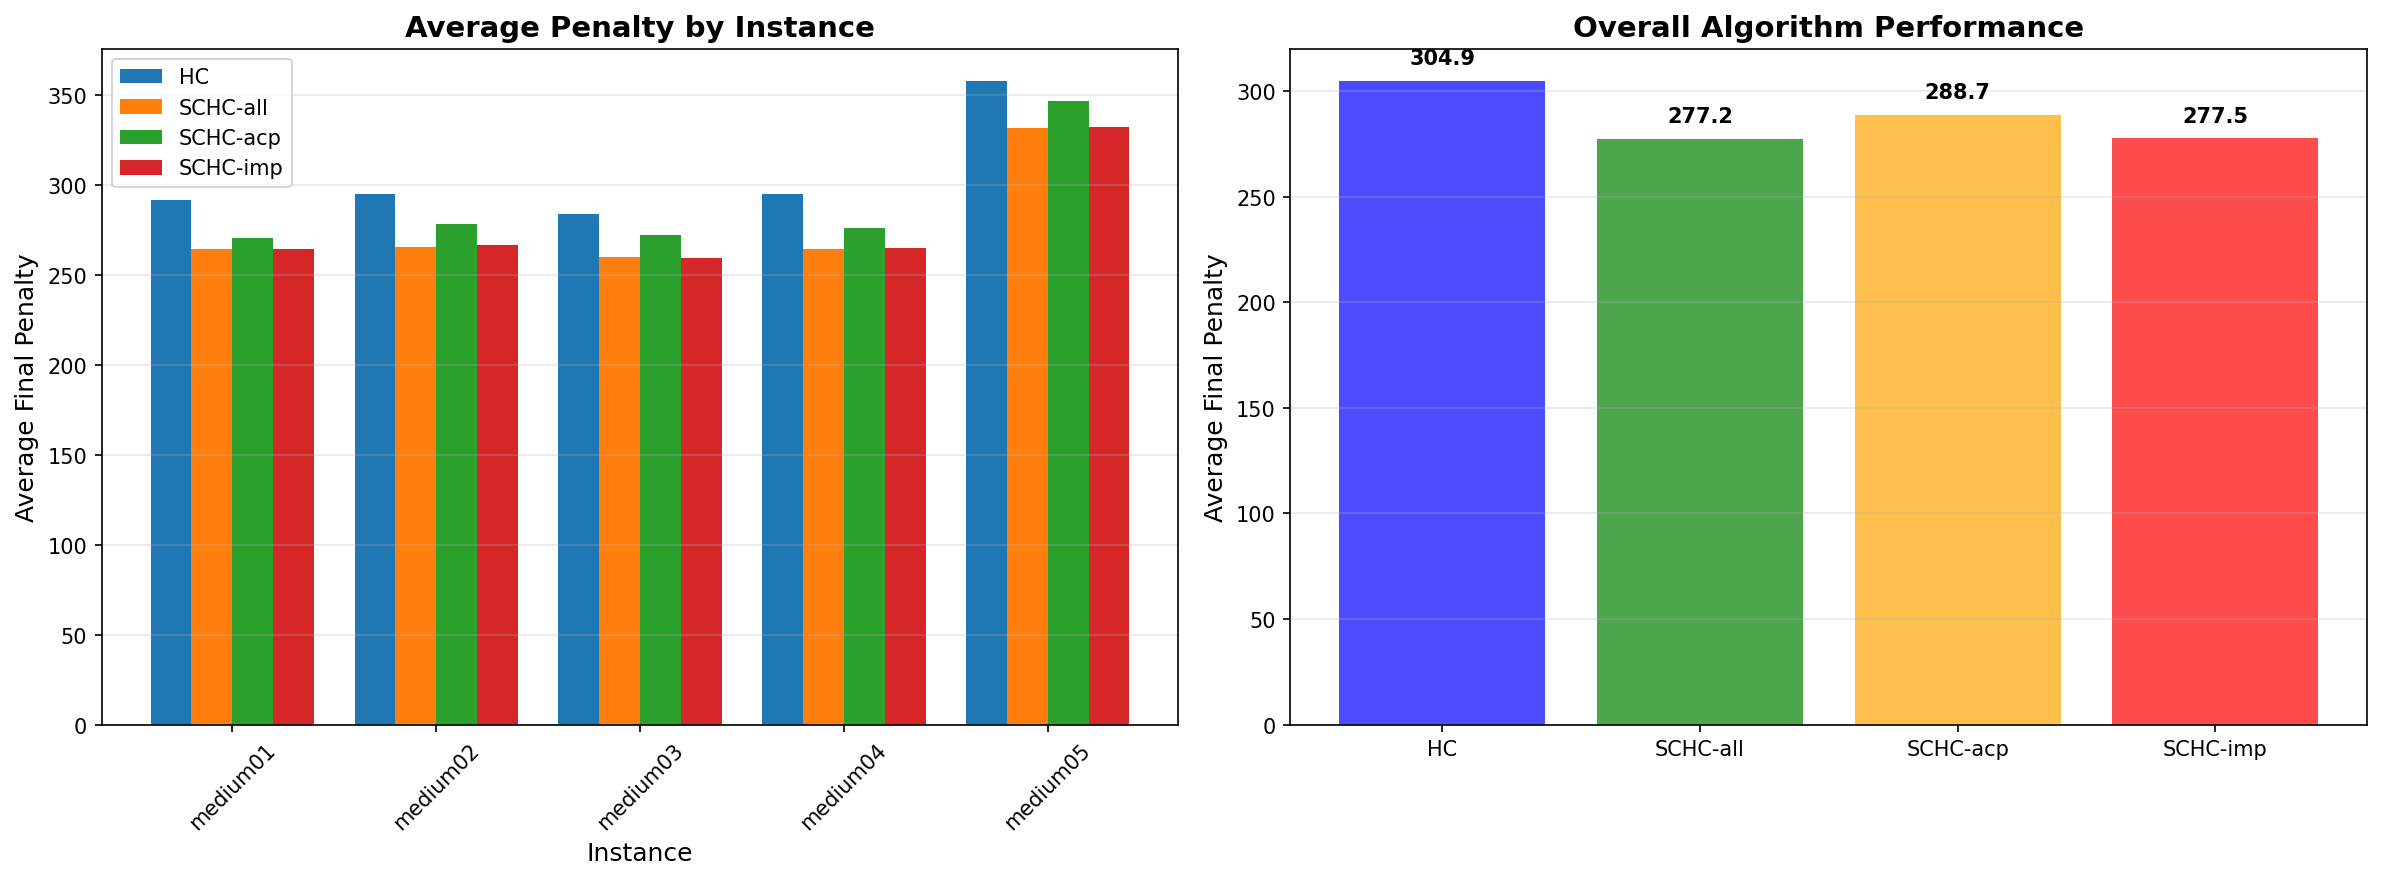 Average Penalty by Instance
HC
SCHC-all
SCHC-acp
SCHC-imp
Average Final Penalty
350
300
250
200
150
100
50
0
medium01
medium02
medium03
medium04
medium05
Instance
Overall Algorithm Performance
304.9
277.2
288.7
277.5
Average Final Penalty
300
250
200
150
100
50
0
HC
SCHC-all
SCHC-acp
SCHC-imp